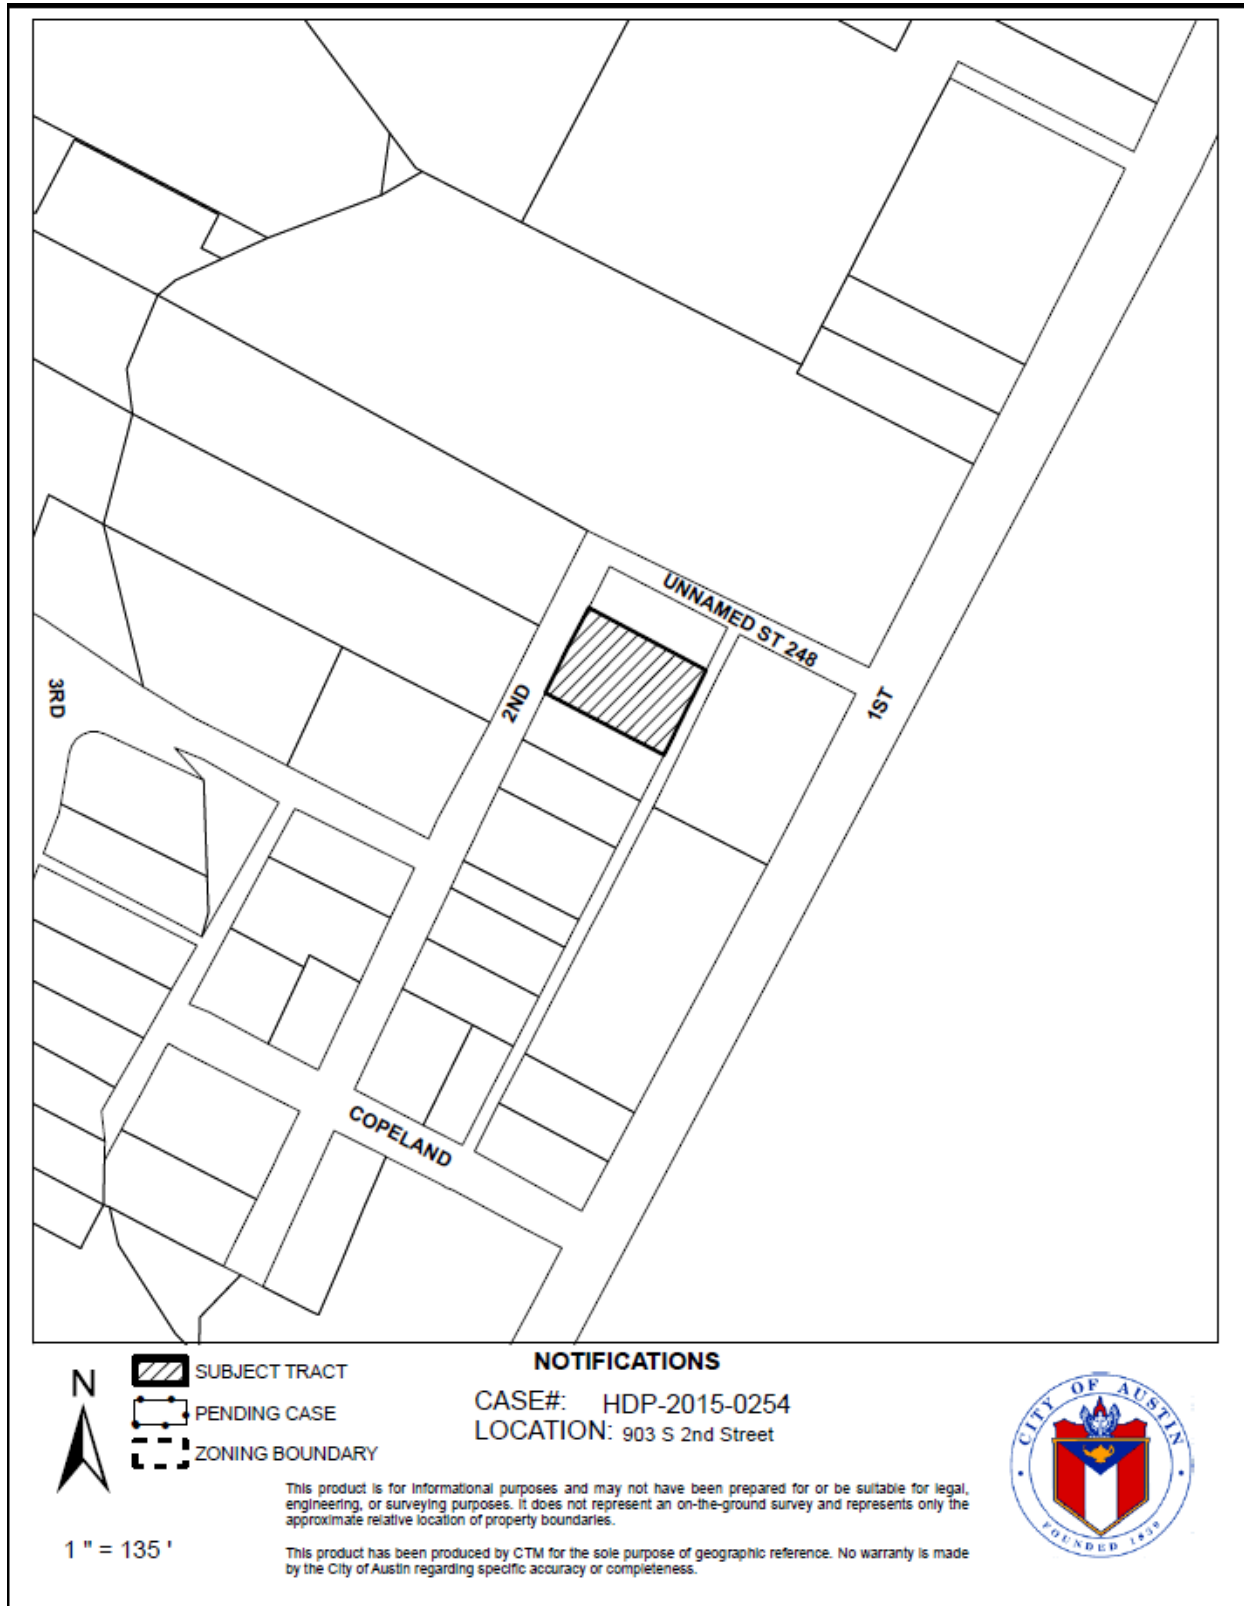 UNNAMED ST 248
3RD
2ND
1ST
COPELAND
N
SUBJECT TRACT
PENDING CASE
ZONING BOUNDARY
1 " = 135 '
NOTIFICATIONS
CASE#: HDP-2015-0254
LOCATION: 903 S 2nd Street
This product is for informational purposes and may not have been prepared for or be suitable for legal,
engineering, or surveying purposes. It does not represent an on-the-ground survey and represents only the
approximate relative location of property boundaries.
This product has been produced by CTM for the sole purpose of geographic reference. No warranty is made
by the City of Austin regarding specific accuracy or completeness.
CITY OF AUSTIN
FOUNDED 1839